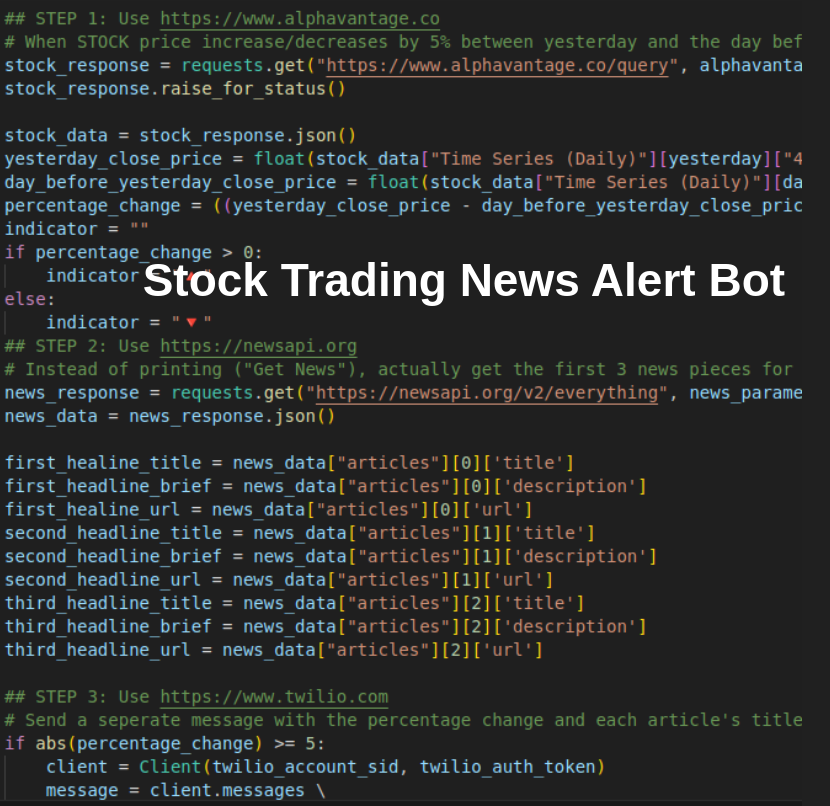 ## STEP 1: Use https://www.alphavantage.co
# When STOCK price increase/decreases by 5% between yesterday and the day bef
stock_response = requests.get("https://www.alphavantage.co/query", alphavanta
stock_response.raise_for_status()
stock_data = stock_response.json()
yesterday_close_price = float(stock_data["Time Series (Daily)"][yesterday]["4
day_before_yesterday_close_price = float(stock_data["Time Series (Daily)"][da
percentage_change = ((yesterday_close_price - day_before_yesterday_close_pric
indicator = ""
if percentage_change > 0:
    indicator = "🔺"
Stock Trading News Alert Bot
else:
    indicator = "🔻"
## STEP 2: Use https://newsapi.org
# Instead of printing ("Get News"), actually get the first 3 news pieces for
news_response = requests.get("https://newsapi.org/v2/everything", news_parame
news_data = news_response.json()
first_healine_title = news_data["articles"][0]['title']
first_headline_brief = news_data["articles"][0]['description']
first_healine_url = news_data["articles"][0]['url']
second_headline_title = news_data["articles"][1]['title']
second_headline_brief = news_data["articles"][1]['description']
second_headline_url = news_data["articles"][1]['url']
third_headline_title = news_data["articles"][2]['title']
third_headline_brief = news_data["articles"][2]['description']
third_headline_url = news_data["articles"][2]['url']
## STEP 3: Use https://www.twilio.com
# Send a seperate message with the percentage change and each article's title
if abs(percentage_change) >= 5:
    client = Client(twilio_account_sid, twilio_auth_token)
    message = client.messages \